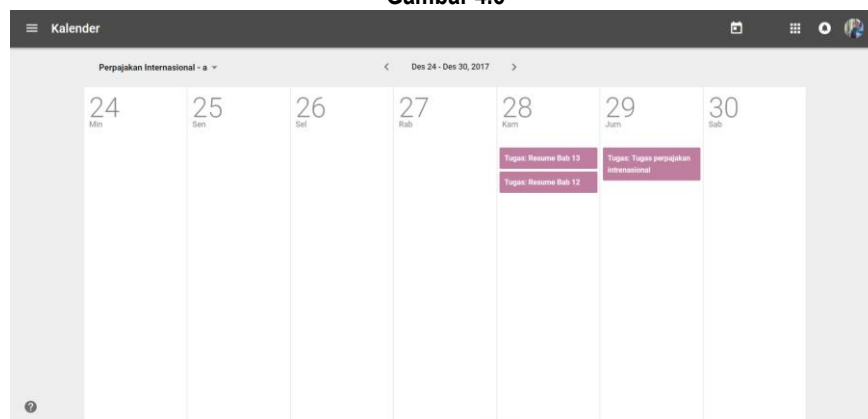 Gambar 4.6
Kalender
Perpajakan Internasional - a
Des 24 - Des 30, 2017
24 25 26 27 28 29 30
Min Sen Sel Rab Kam Jum Sab
Tugas: Resume Bab 13
Tugas: Resume Bab 12
Tugas: Tugas perpajakan
intrenasional